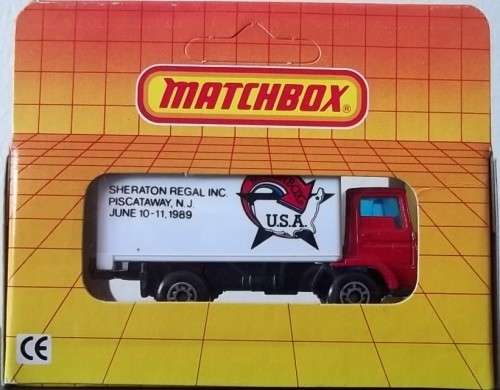 MATCHBOX®
SHERATON REGAL INC.
PISCATAWAY, N.J.
JUNE 10-11, 1989
U.S.A.
CE